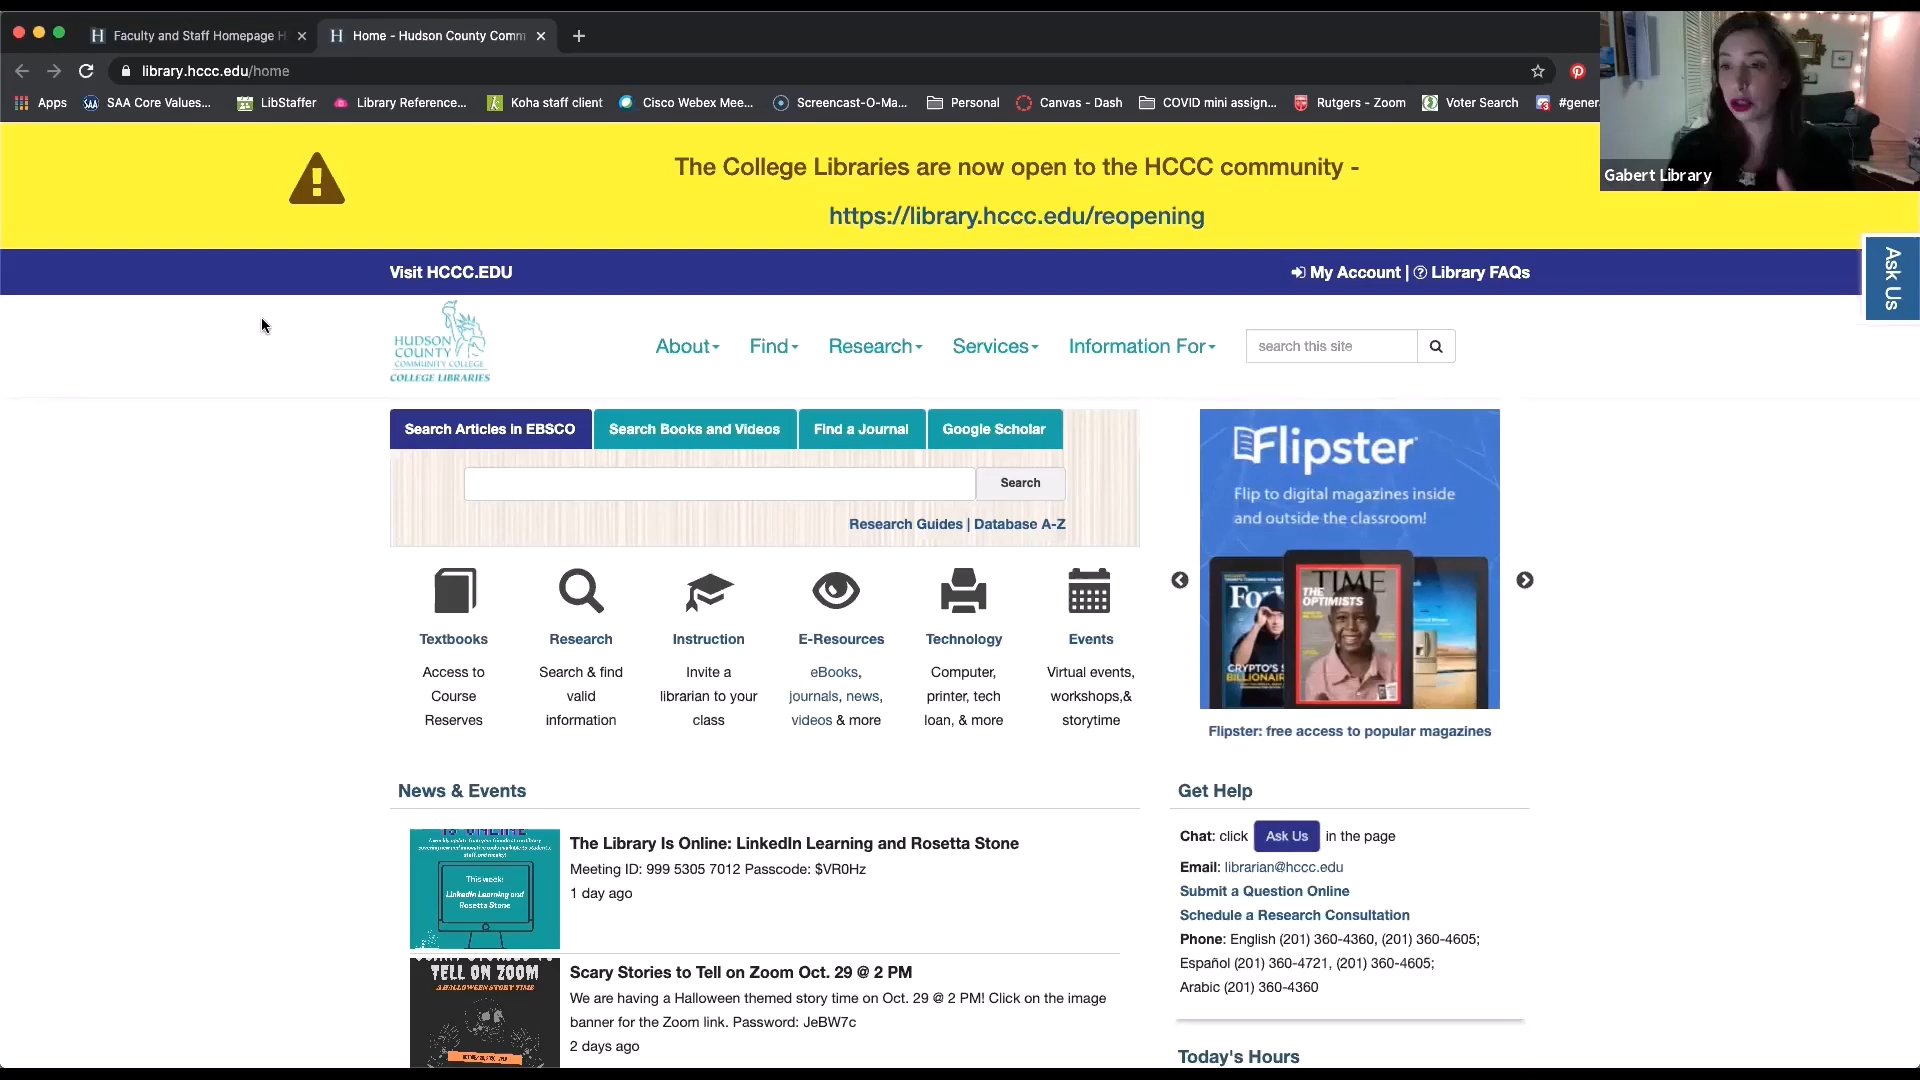 Faculty and Staff Homepage H
Home - Hudson County Comm
library.hccc.edu/home
Apps
SAA Core Values...
LibStaffer
Library Reference...
Koha staff client
Cisco Webex Mee...
Screencast-O-Ma...
Personal
Canvas - Dash
COVID mini assign...
Rutgers - Zoom
Voter Search
#genera
Gabert Library
The College Libraries are now open to the HCCC community -
https://library.hccc.edu/reopening
Visit HCCC.EDU
My Account | Library FAQs
Ask Us
HUDSON
COUNTY
COMMUNITY COLLEGE
COLLEGE LIBRARIES
About
Find
Research
Services
Information For
search this site
Search Articles in EBSCO
Search Books and Videos
Find a Journal
Google Scholar
Search
Research Guides | Database A-Z
Textbooks
Access to
Course
Reserves
Research
Search & find
valid
information
Instruction
Invite a
librarian to your
class
E-Resources
eBooks,
journals, news,
videos & more
Technology
Computer,
printer, tech
loan, & more
Events
Virtual events,
workshops,&
storytime
Flipster
Flip to digital magazines inside
and outside the classroom!
TIME
THE
OPTIMISTS
CRYPTO'S
BILLIONAIR
Flipster: free access to popular magazines
News & Events
IS ONLINE
This week:
LinkedIn Learning and
Rosetta Stone
The Library Is Online: LinkedIn Learning and Rosetta Stone
Meeting ID: 999 5305 7012 Passcode: $VR0Hz
1 day ago
TELL ON ZOOM
A HALLOWEEN STORY TIME
Scary Stories to Tell on Zoom Oct. 29 @ 2 PM
We are having a Halloween themed story time on Oct. 29 @ 2 PM! Click on the image
banner for the Zoom link. Password: JeBW7c
2 days ago
Get Help
Chat: click Ask Us in the page
Email: librarian@hccc.edu
Submit a Question Online
Schedule a Research Consultation
Phone: English (201) 360-4360, (201) 360-4605;
Español (201) 360-4721, (201) 360-4605;
Arabic (201) 360-4360
Today's Hours